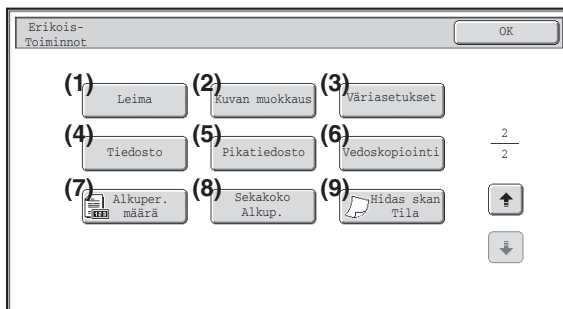 Erikois-
Toiminnot
OK
(1) Leima
(2) Kuvan muokkaus
(3) Väriasetukset
(4) Tiedosto
(5) Pikatiedosto
(6) Vedoskopiointi
2
2
(7) Alkuper.
määrä
123
(8) Sekakoko
Alkup.
(9) Hidas skan
Tila